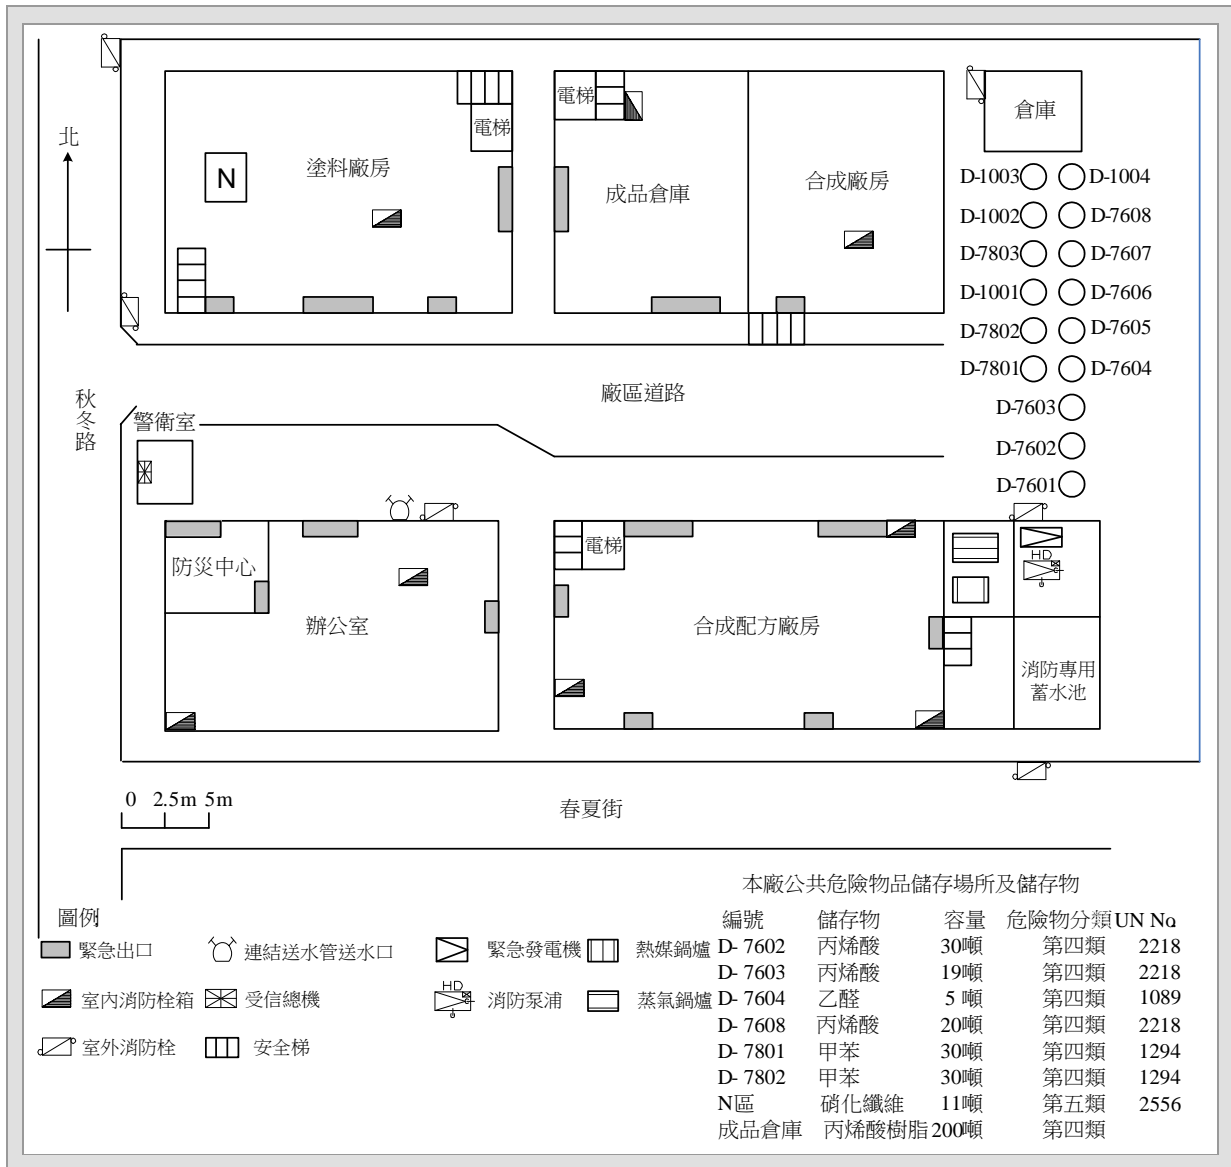 北
電梯
電梯
倉庫
塗料廠房
N
成品倉庫
合成廠房
D-1003
D-1004
D-1002
D-7608
D-7803
D-7607
D-1001
D-7606
D-7802
D-7605
D-7801
D-7604
D-7603
D-7602
D-7601
廠區道路
秋冬路
警衛室
防災中心
辦公室
電梯
合成配方廠房
HD
消防專用
蓄水池
0 2.5m 5m
春夏街
圖例
緊急出口
連結送水管送水口
緊急發電機
熱媒鍋爐
室內消防栓箱
受信總機
HD
消防泵浦
蒸氣鍋爐
室外消防栓
安全梯
本廠公共危險物品儲存場所及儲存物
編號 儲存物 容量 危險物分類 UN No.
D- 7602 丙烯酸 30噸 第四類 2218
D- 7603 丙烯酸 19噸 第四類 2218
D- 7604 乙醛 5 噸 第四類 1089
D- 7608 丙烯酸 20噸 第四類 2218
D- 7801 甲苯 30噸 第四類 1294
D- 7802 甲苯 30噸 第四類 1294
N區 硝化纖維 11噸 第五類 2556
成品倉庫 丙烯酸樹脂 200噸 第四類